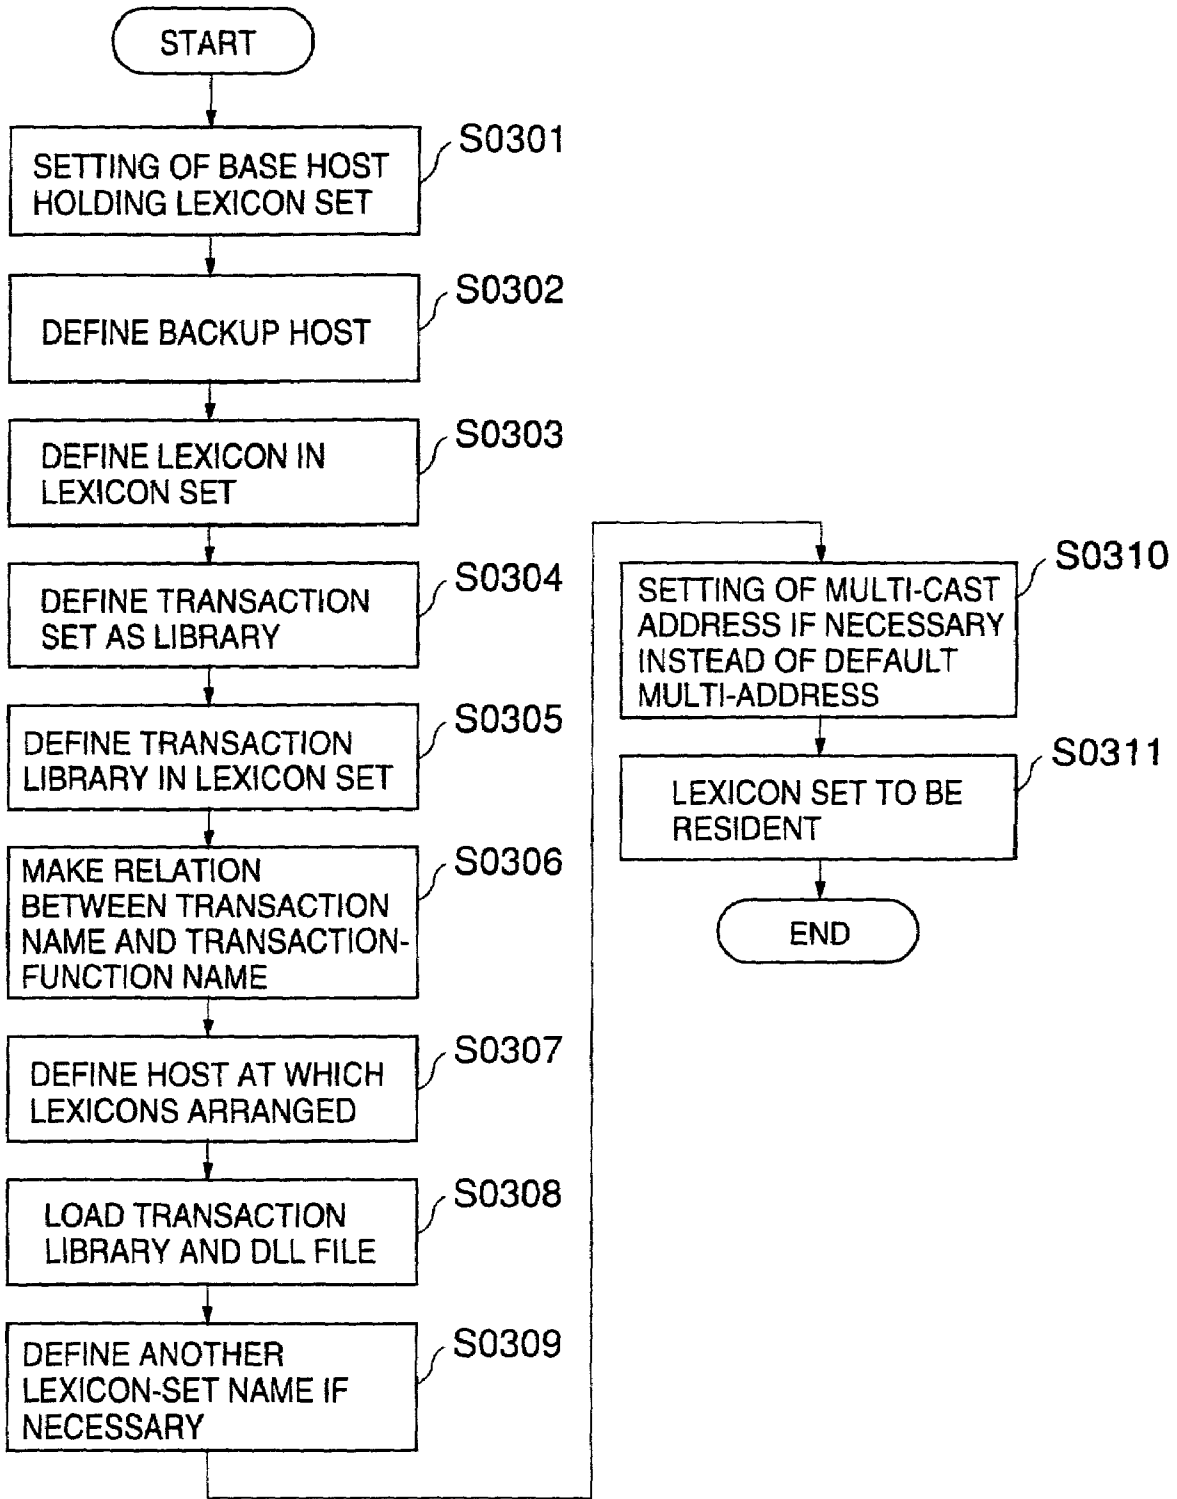 START
S0301
SETTING OF BASE HOST
HOLDING LEXICON SET
S0302
DEFINE BACKUP HOST
S0303
DEFINE LEXICON IN
LEXICON SET
S0304
DEFINE TRANSACTION
SET AS LIBRARY
S0305
DEFINE TRANSACTION
LIBRARY IN LEXICON SET
S0306
MAKE RELATION
BETWEEN TRANSACTION
NAME AND TRANSACTION-
FUNCTION NAME
S0307
DEFINE HOST AT WHICH
LEXICONS ARRANGED
S0308
LOAD TRANSACTION
LIBRARY AND DLL FILE
S0309
DEFINE ANOTHER
LEXICON-SET NAME IF
NECESSARY
S0310
SETTING OF MULTI-CAST
ADDRESS IF NECESSARY
INSTEAD OF DEFAULT
MULTI-ADDRESS
S0311
LEXICON SET TO BE
RESIDENT
END